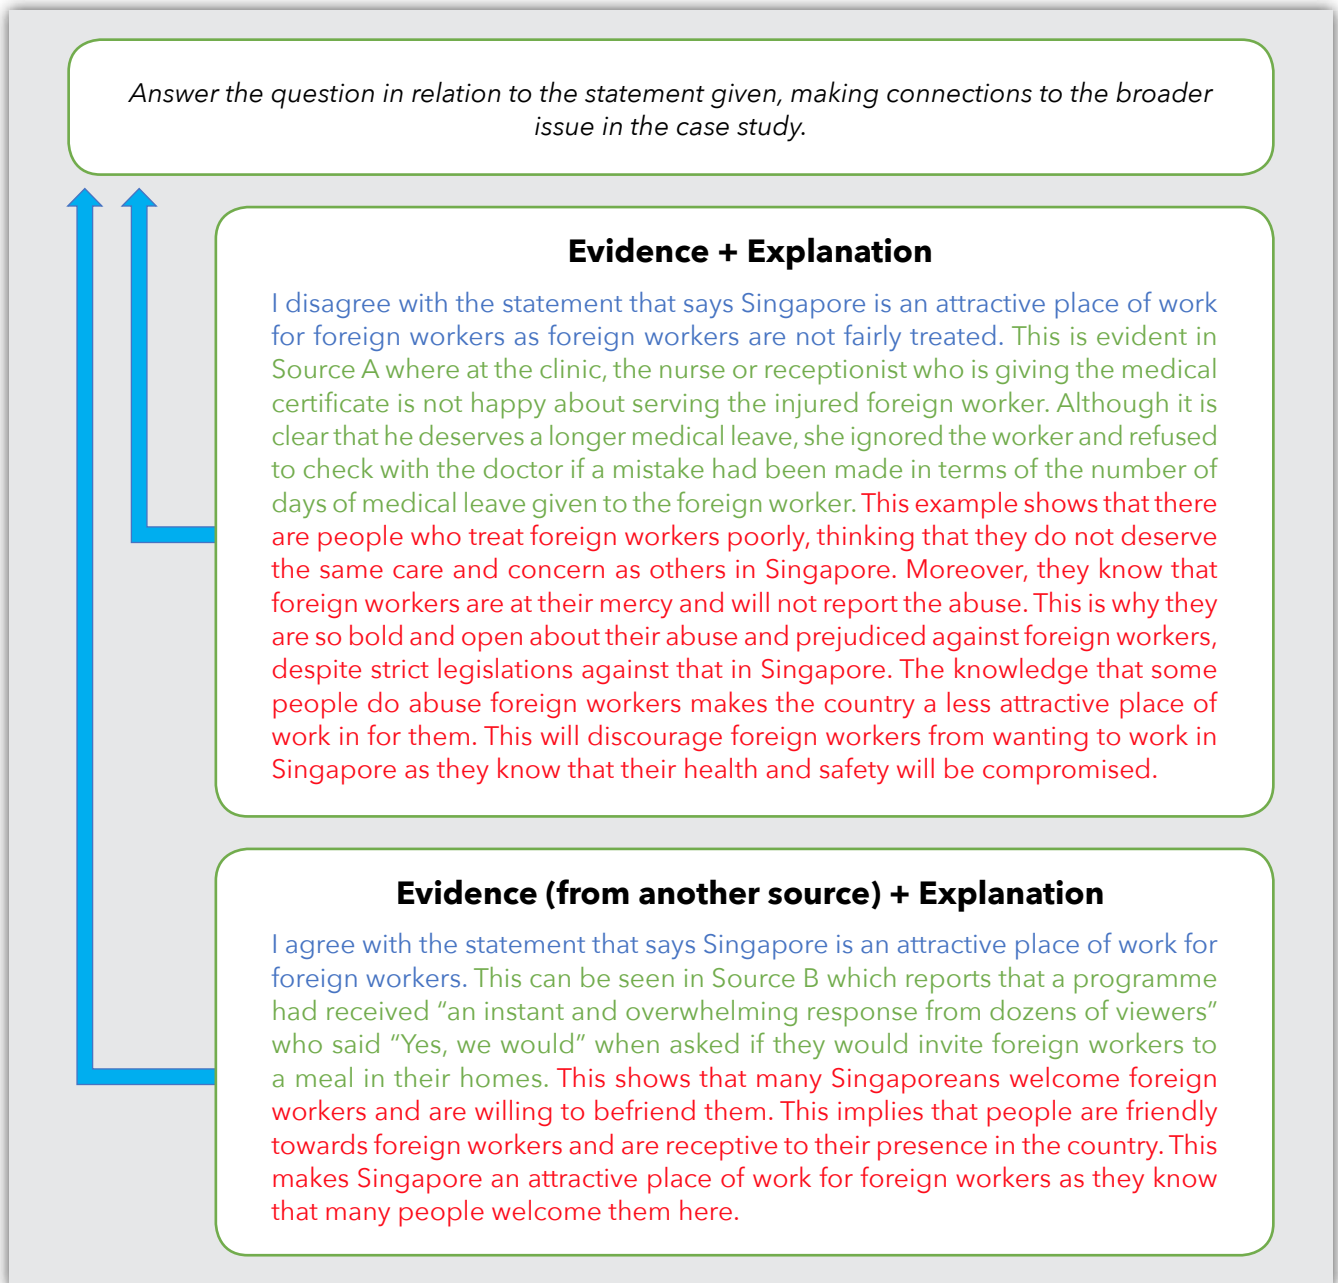 Answer the question in relation to the statement given, making connections to the broader
issue in the case study.
Evidence + Explanation
I disagree with the statement that says Singapore is an attractive place of work
for foreign workers as foreign workers are not fairly treated. This is evident in
Source A where at the clinic, the nurse or receptionist who is giving the medical
certificate is not happy about serving the injured foreign worker. Although it is
clear that he deserves a longer medical leave, she ignored the worker and refused
to check with the doctor if a mistake had been made in terms of the number of
days of medical leave given to the foreign worker. This example shows that there
are people who treat foreign workers poorly, thinking that they do not deserve
the same care and concern as others in Singapore. Moreover, they know that
foreign workers are at their mercy and will not report the abuse. This is why they
are so bold and open about their abuse and prejudiced against foreign workers,
despite strict legislations against that in Singapore. The knowledge that some
people do abuse foreign workers makes the country a less attractive place of
work in for them. This will discourage foreign workers from wanting to work in
Singapore as they know that their health and safety will be compromised.
Evidence (from another source) + Explanation
I agree with the statement that says Singapore is an attractive place of work for
foreign workers. This can be seen in Source B which reports that a programme
had received “an instant and overwhelming response from dozens of viewers”
who said “Yes, we would” when asked if they would invite foreign workers to
a meal in their homes. This shows that many Singaporeans welcome foreign
workers and are willing to befriend them. This implies that people are friendly
towards foreign workers and are receptive to their presence in the country. This
makes Singapore an attractive place of work for foreign workers as they know
that many people welcome them here.